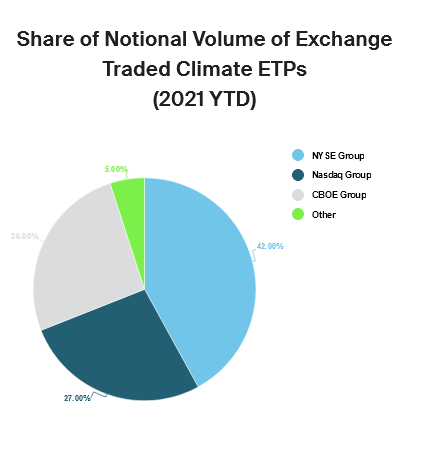 Share of Notional Volume of Exchange
Traded Climate ETPs
(2021 YTD)
NYSE Group
Nasdaq Group
CBOE Group
Other
5.00%
26.00%
42.00%
27.00%